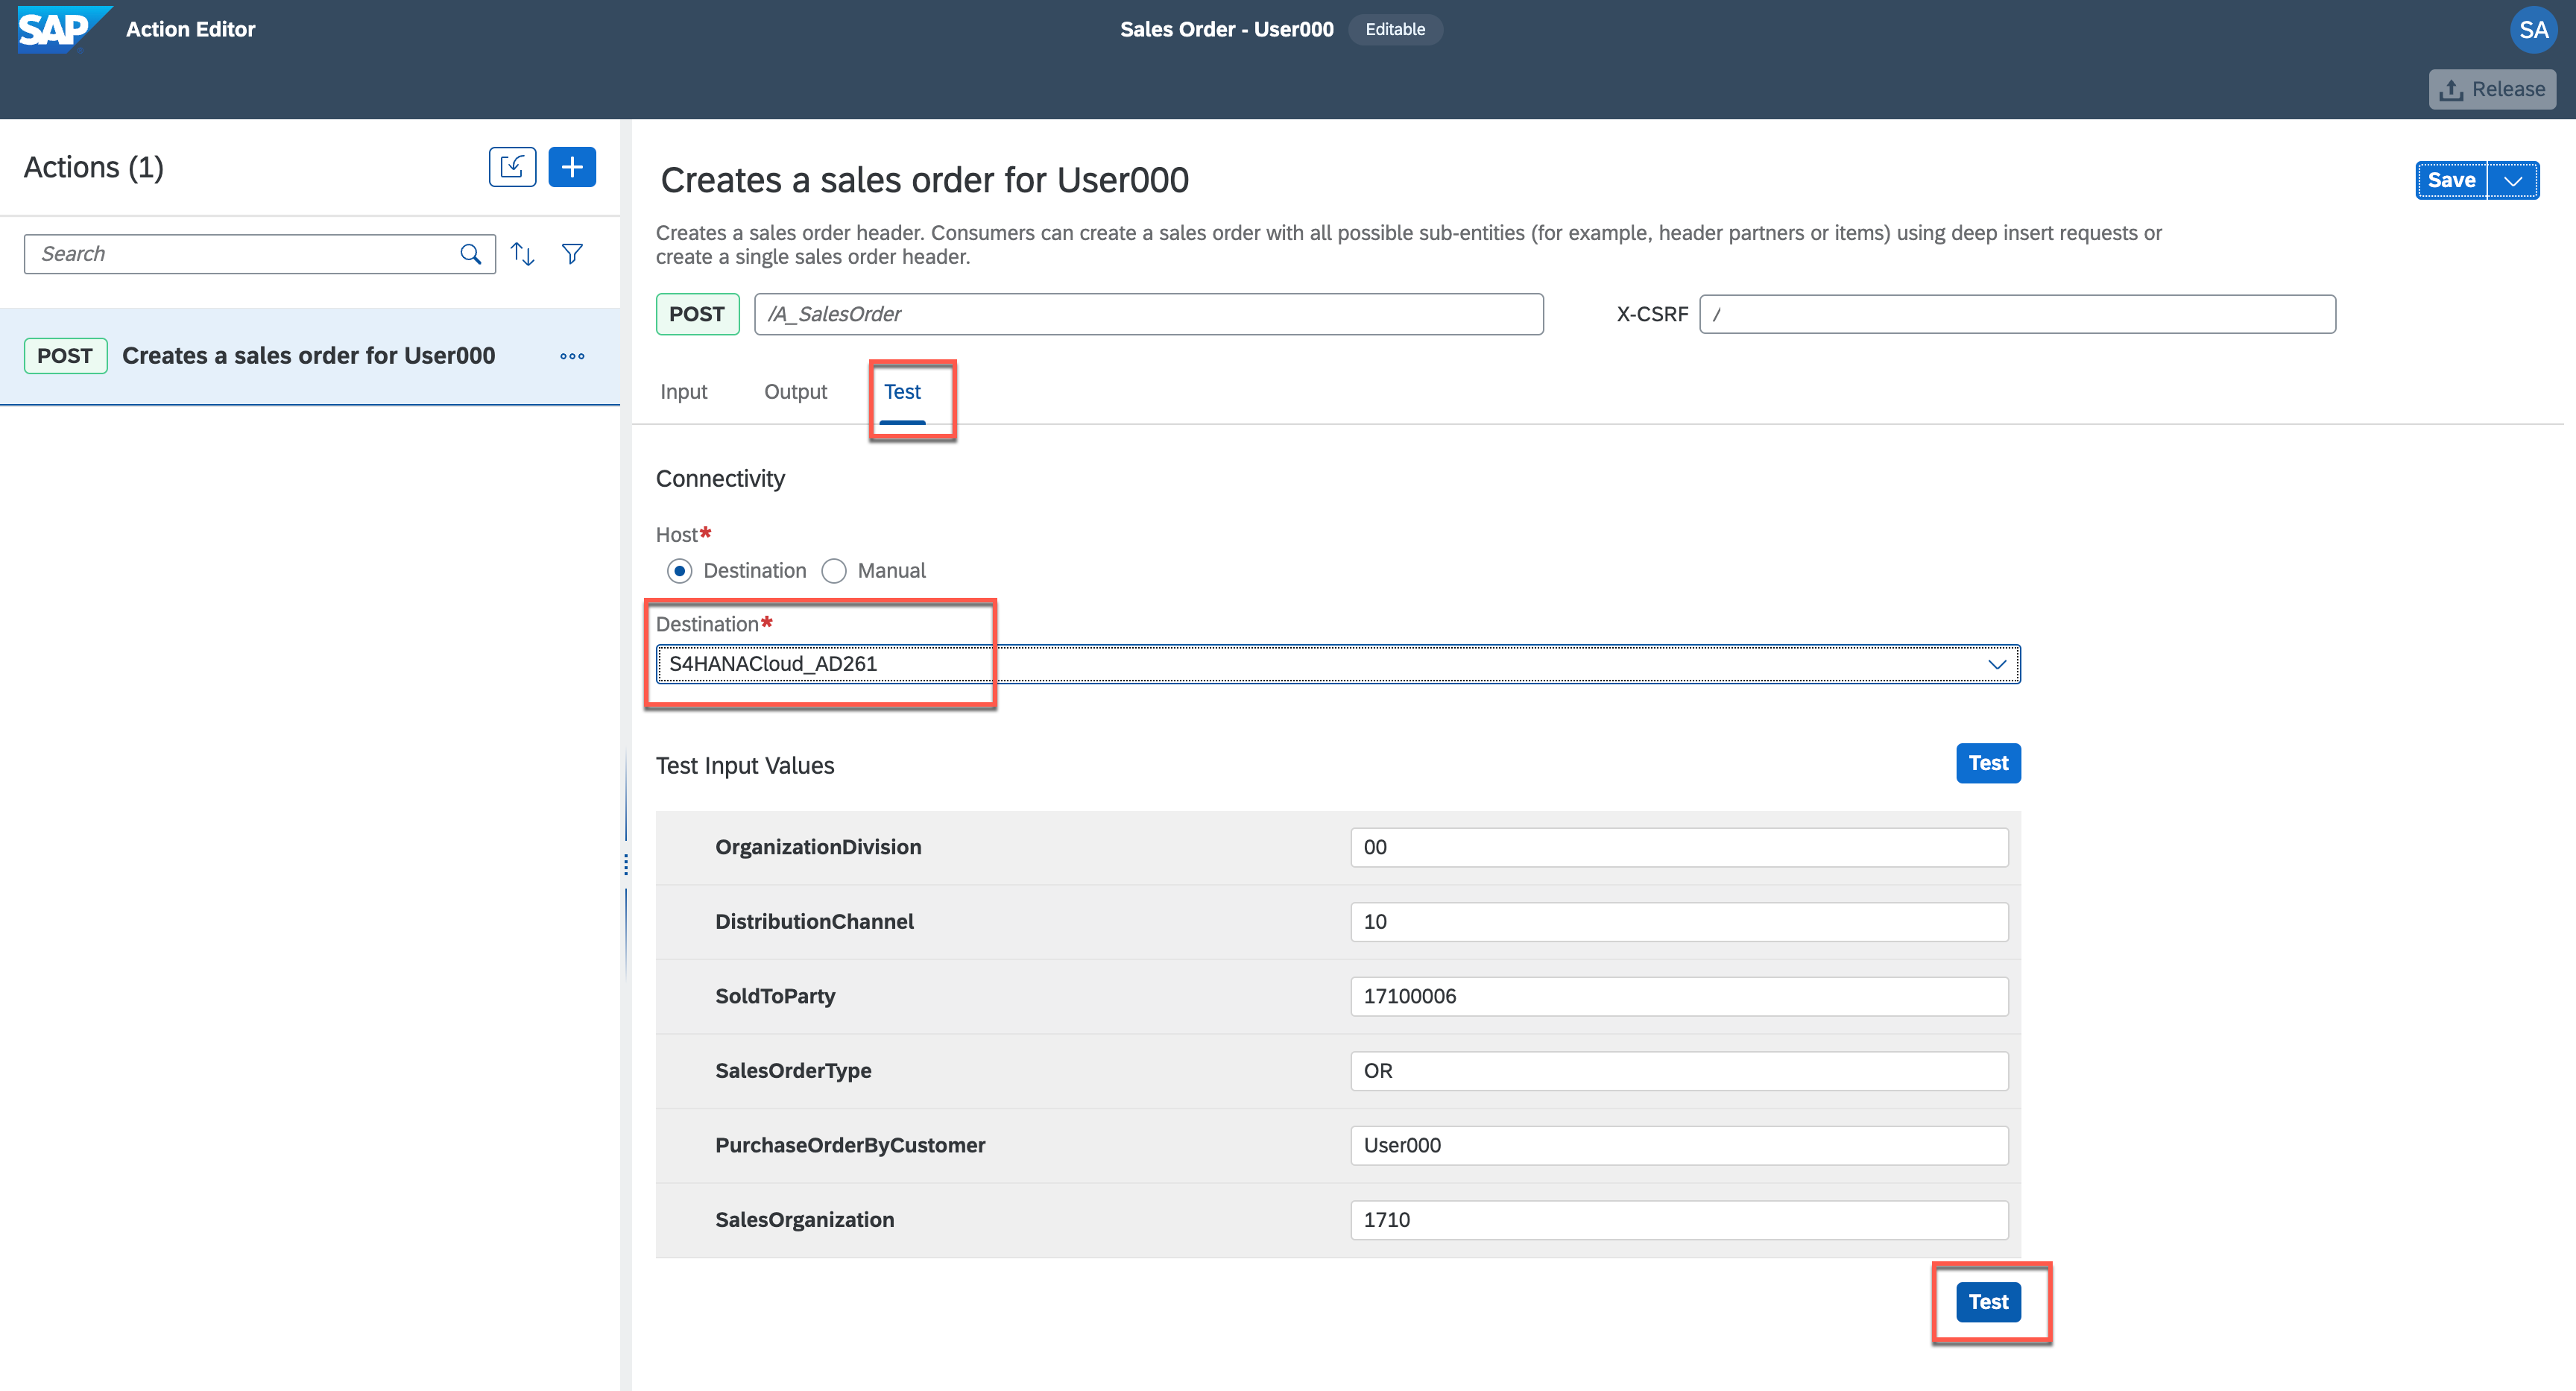 SAP
Action Editor
Sales Order - User000
Editable
SA
Release
Actions (1)
Search
POST
Creates a sales order for User000
Creates a sales order for User000
Save
Creates a sales order header. Consumers can create a sales order with all possible sub-entities (for example, header partners or items) using deep insert requests or
create a single sales order header.
POST
/A_SalesOrder
X-CSRF
/
Input
Output
Test
Connectivity
Host*
Destination
Manual
Destination*
S4HANACloud_AD261
Test Input Values
Test
OrganizationDivision
00
DistributionChannel
10
SoldToParty
17100006
SalesOrderType
OR
PurchaseOrderByCustomer
User000
SalesOrganization
1710
Test